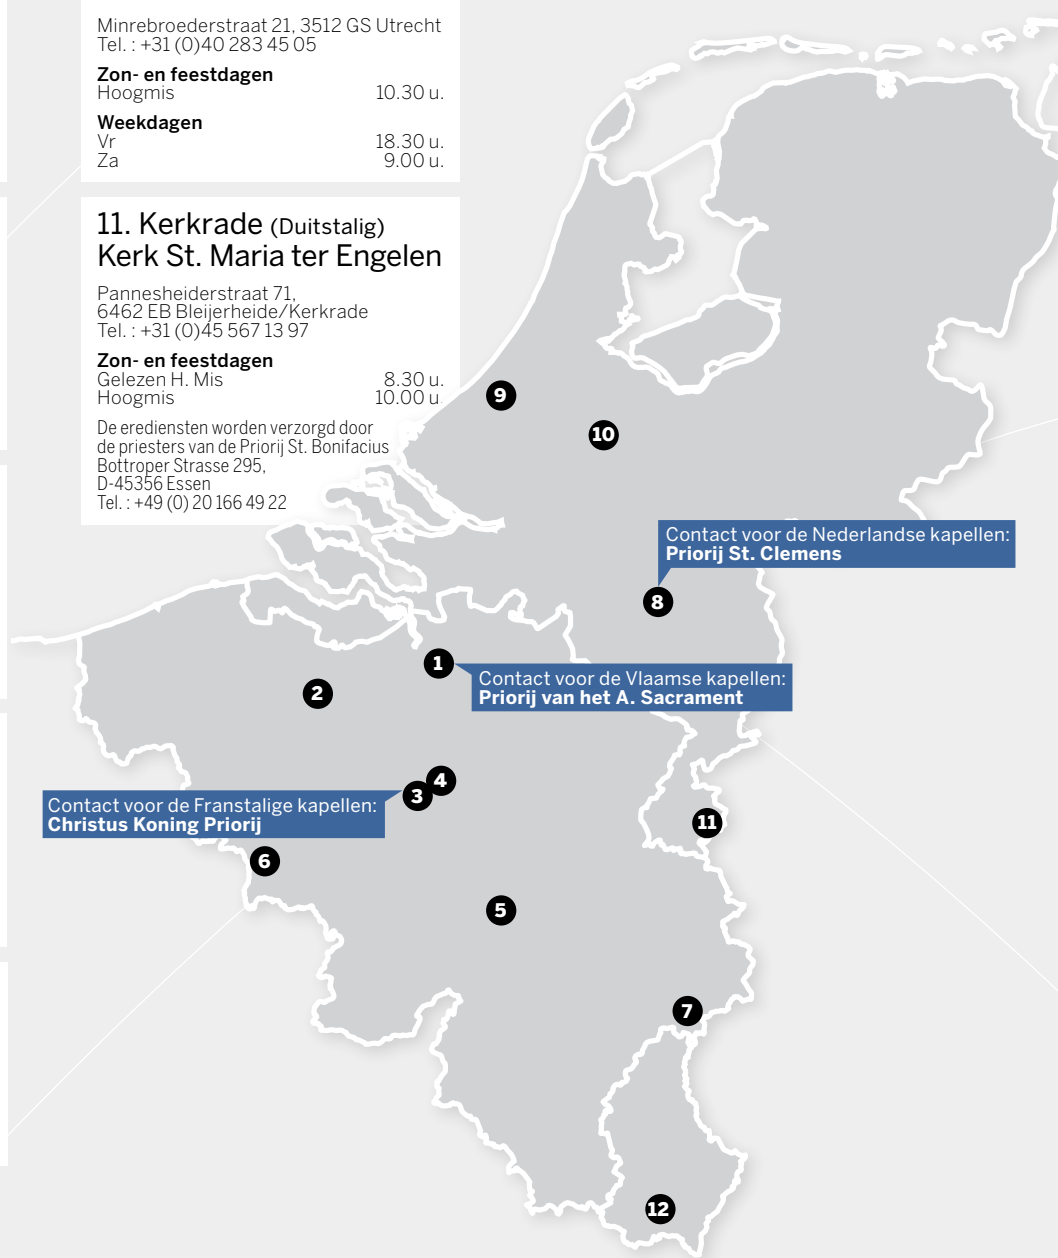 Minrebroederstraat 21, 3512 GS Utrecht
Tel. : +31 (0)40 283 45 05
Zon- en feestdagen
Hoogmis 10.30 u.
Weekdagen
Vr 18.30 u.
Za 9.00 u.
11. Kerkrade (Duitstalig)
Kerk St. Maria ter Engelen
Pannesheiderstraat 71,
6462 EB Bleijerheide/Kerkrade
Tel. : +31 (0)45 567 13 97
Zon- en feestdagen
Gelezen H. Mis 8.30 u.
Hoogmis 10.00 u.
De erediensten worden verzorgd door
de priesters van de Priorij St. Bonifacius
Bottroper Strasse 295,
D-45356 Essen
Tel. : +49 (0) 20 166 49 22
9
10
Contact voor de Nederlandse kapellen:
Priorij St. Clemens
8
1
Contact voor de Vlaamse kapellen:
Priorij van het A. Sacrament
2
4
3
Contact voor de Franstalige kapellen:
Christus Koning Priorij
11
6
5
7
12